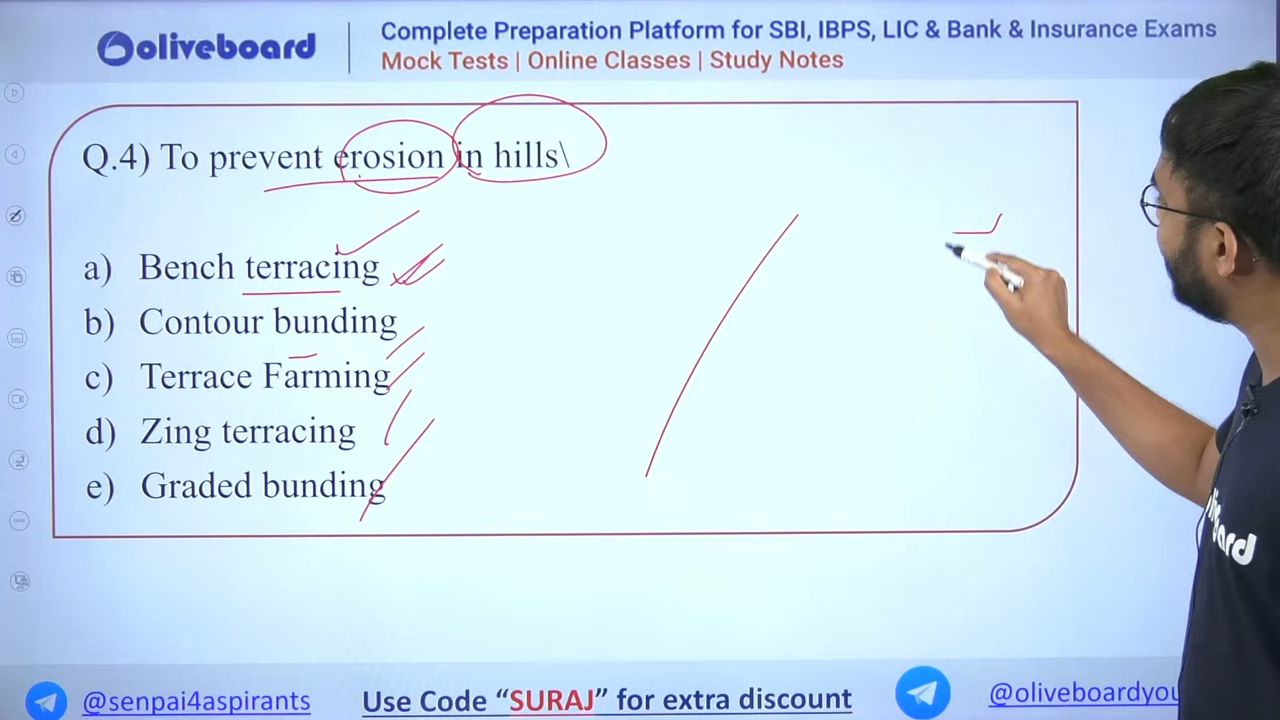 oliveboard
Complete Preparation Platform for SBI, IBPS, LIC & Bank & Insurance Exams
Mock Tests | Online Classes | Study Notes
Q.4) To prevent erosion in hills\
a) Bench terracing
b) Contour bunding
c) Terrace Farming
d) Zing terracing
e) Graded bunding
@senpai4aspirants
Use Code “SURAJ” for extra discount
@oliveboardyou